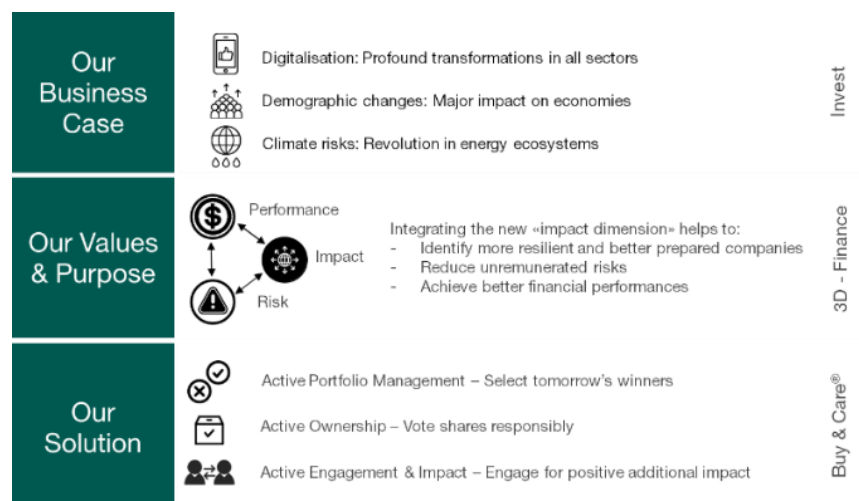 Our
Business
Case
Digitalisation: Profound transformations in all sectors
Demographic changes: Major impact on economies
Climate risks: Revolution in energy ecosystems
Invest
Our Values
& Purpose
Performance
Impact
Risk
Integrating the new «impact dimension» helps to:
- Identify more resilient and better prepared companies
- Reduce unremunerated risks
- Achieve better financial performances
3D - Finance
Our
Solution
Active Portfolio Management – Select tomorrow's winners
Active Ownership – Vote shares responsibly
Active Engagement & Impact – Engage for positive additional impact
Buy & Care®